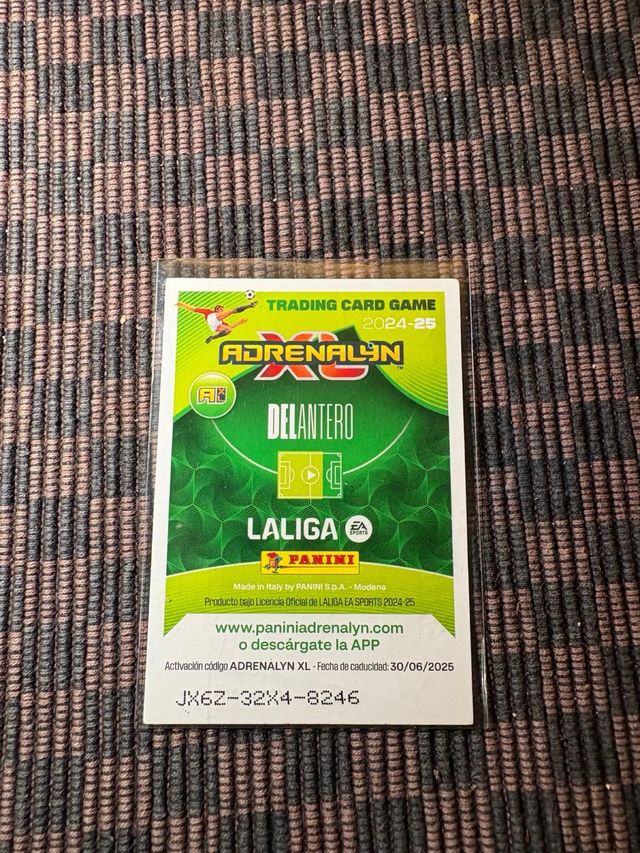 TRADING CARD GAME
2024-25
ADRENALYN
XL™
DELANTERO
LALIGA EA SPORTS
PANINI
Made in Italy by PANINI S.p.A. - Modena
Producto bajo Licencia Oficial de LALIGA EA SPORTS 2024-25
www.paniniadrenalyn.com
o descárgate la APP
Activación código ADRENALYN XL - Fecha de caducidad: 30/06/2025
JX6Z-32X4-8246